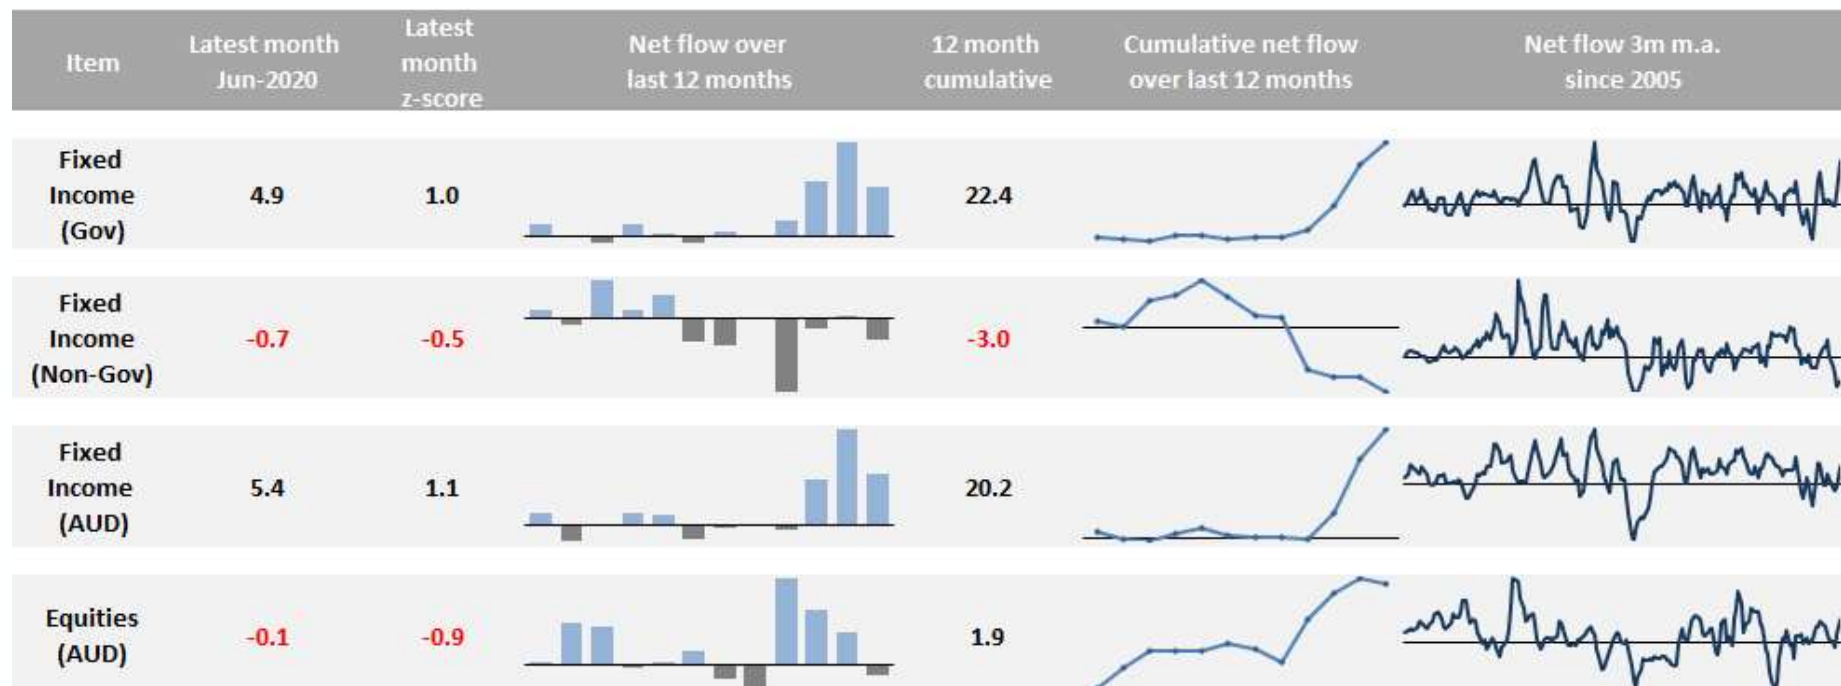 Item
Latest month
Jun-2020
Latest
month
z-score
Net flow over
last 12 months
12 month
cumulative
Cumulative net flow
over last 12 months
Net flow 3m m.a.
since 2005
Fixed
Income
(Gov)
4.9
1.0
22.4
Fixed
Income
(Non-Gov)
-0.7
-0.5
-3.0
Fixed
Income
(AUD)
5.4
1.1
20.2
Equities
(AUD)
-0.1
-0.9
1.9